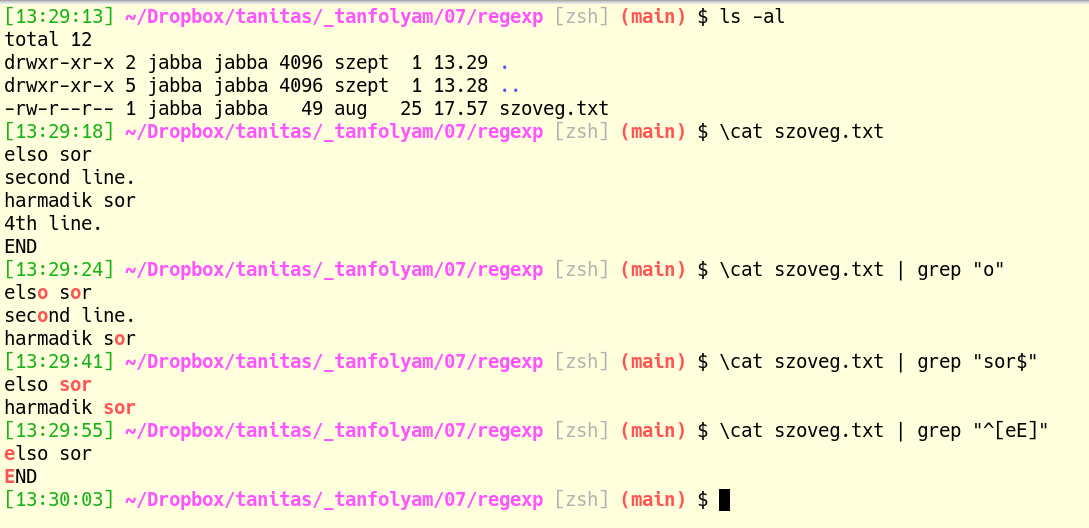 [13:29:13] ~/Dropbox/tanitas/_tanfolyam/07/regexp [zsh] (main) $ ls -al
total 12
drwxr-xr-x 2 jabba jabba 4096 szept  1 13.29 .
drwxr-xr-x 5 jabba jabba 4096 szept  1 13.28 ..
-rw-r--r-- 1 jabba jabba   49 aug   25 17.57 szoveg.txt
[13:29:18] ~/Dropbox/tanitas/_tanfolyam/07/regexp [zsh] (main) $ \cat szoveg.txt
elso sor
second line.
harmadik sor
4th line.
END
[13:29:24] ~/Dropbox/tanitas/_tanfolyam/07/regexp [zsh] (main) $ \cat szoveg.txt | grep "o"
elso sor
second line.
harmadik sor
[13:29:41] ~/Dropbox/tanitas/_tanfolyam/07/regexp [zsh] (main) $ \cat szoveg.txt | grep "sor$"
elso sor
harmadik sor
[13:29:55] ~/Dropbox/tanitas/_tanfolyam/07/regexp [zsh] (main) $ \cat szoveg.txt | grep "^[eE]"
elso sor
END
[13:30:03] ~/Dropbox/tanitas/_tanfolyam/07/regexp [zsh] (main) $